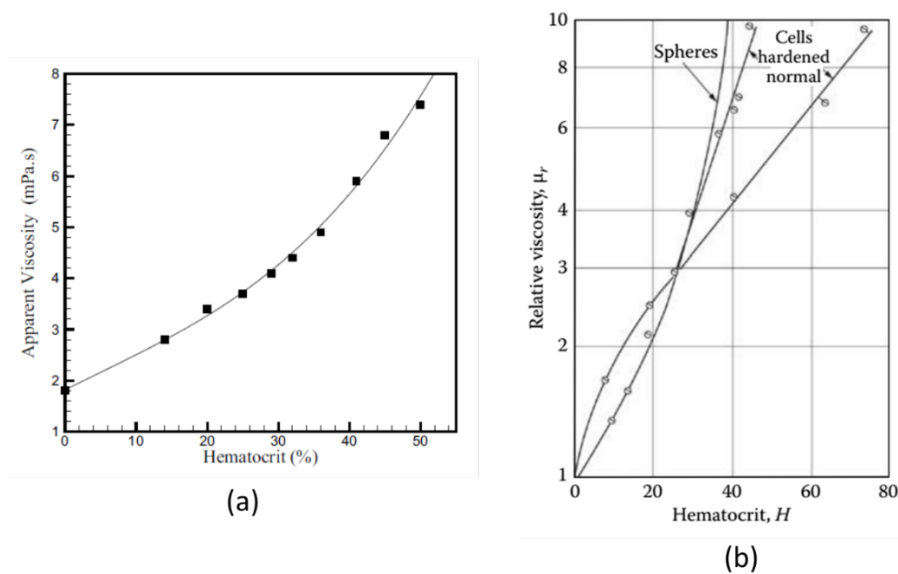 8
7
6
5
4
3
2
1
0
10
20
30
40
50
Apparent Viscosity (mPa.s)
Hematocrit (%)
(a)
10
8
6
4
3
2
1
0
20
40
60
80
Relative viscosity, μr
Hematocrit, H
Spheres
Cells
hardened
normal
(b)